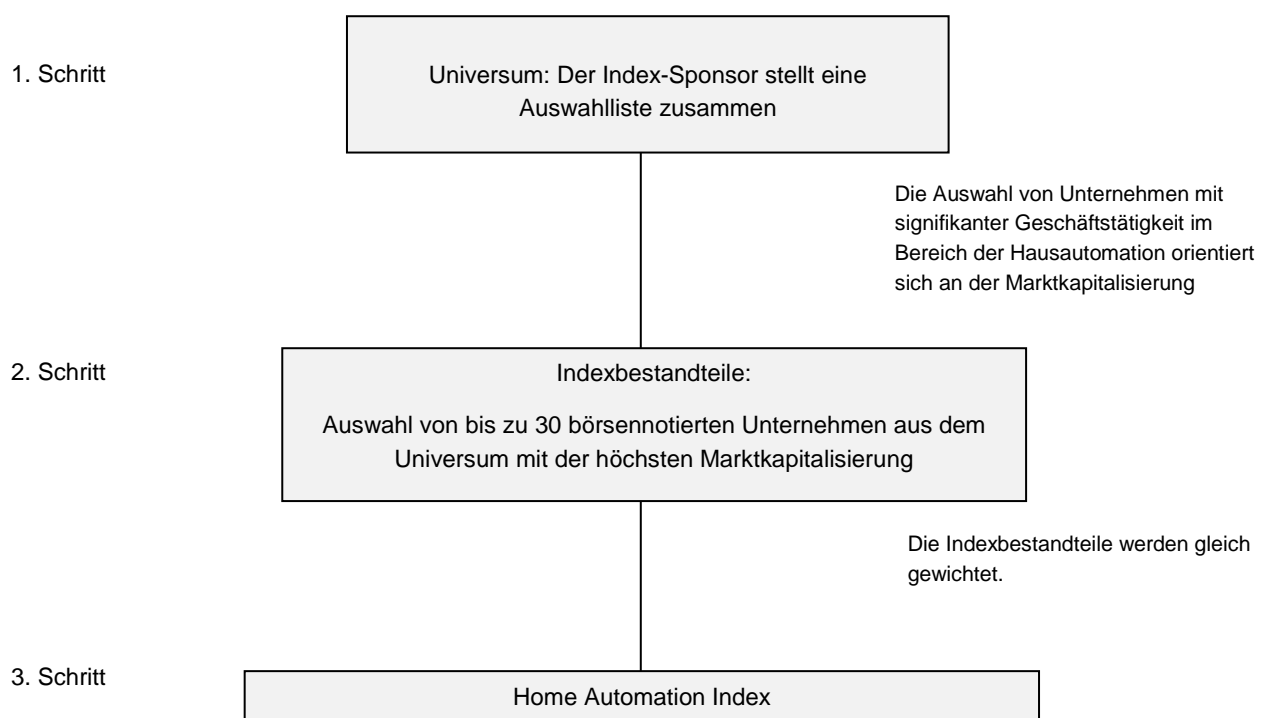 1. Schritt
Universum: Der Index-Sponsor stellt eine
Auswahlliste zusammen
Die Auswahl von Unternehmen mit
signifikanter Geschäftstätigkeit im
Bereich der Hausautomation orientiert
sich an der Marktkapitalisierung
2. Schritt
Indexbestandteile:
Auswahl von bis zu 30 börsennotierten Unternehmen aus dem
Universum mit der höchsten Marktkapitalisierung
Die Indexbestandteile werden gleich
gewichtet.
3. Schritt
Home Automation Index